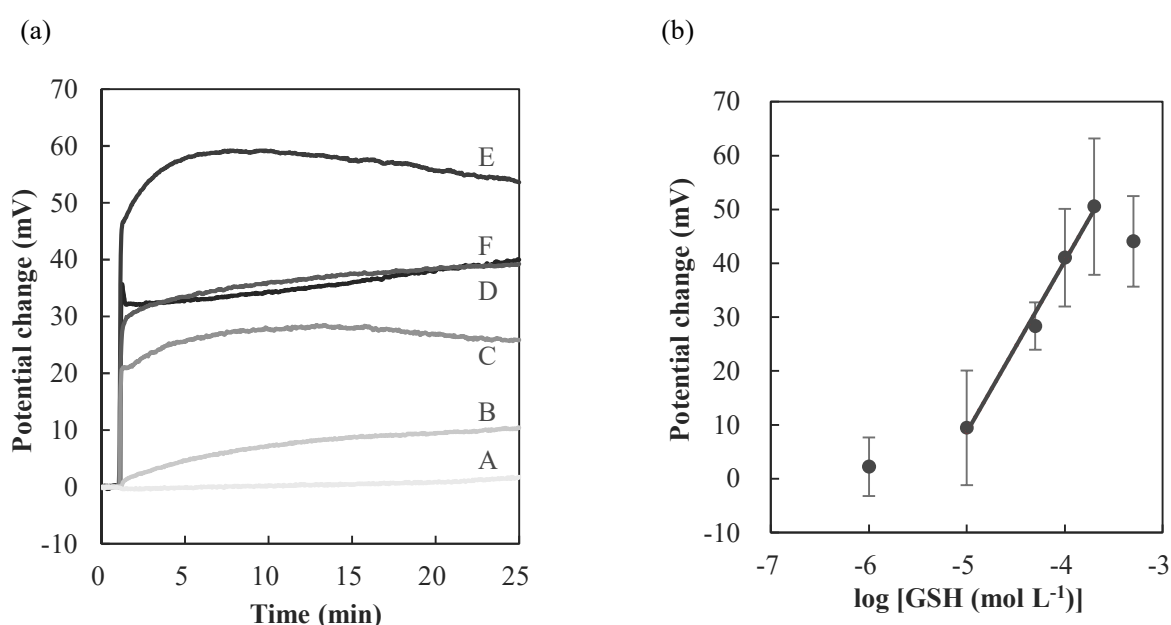 (a)
(b)
70
60
50
40
30
20
10
0
-10
Potential change (mV)
E
F
D
C
B
A
0 5 10 15 20 25
Time (min)
70
60
50
40
30
20
10
0
-10
Potential change (mV)
-7 -6 -5 -4 -3
log [GSH (mol L⁻¹)]